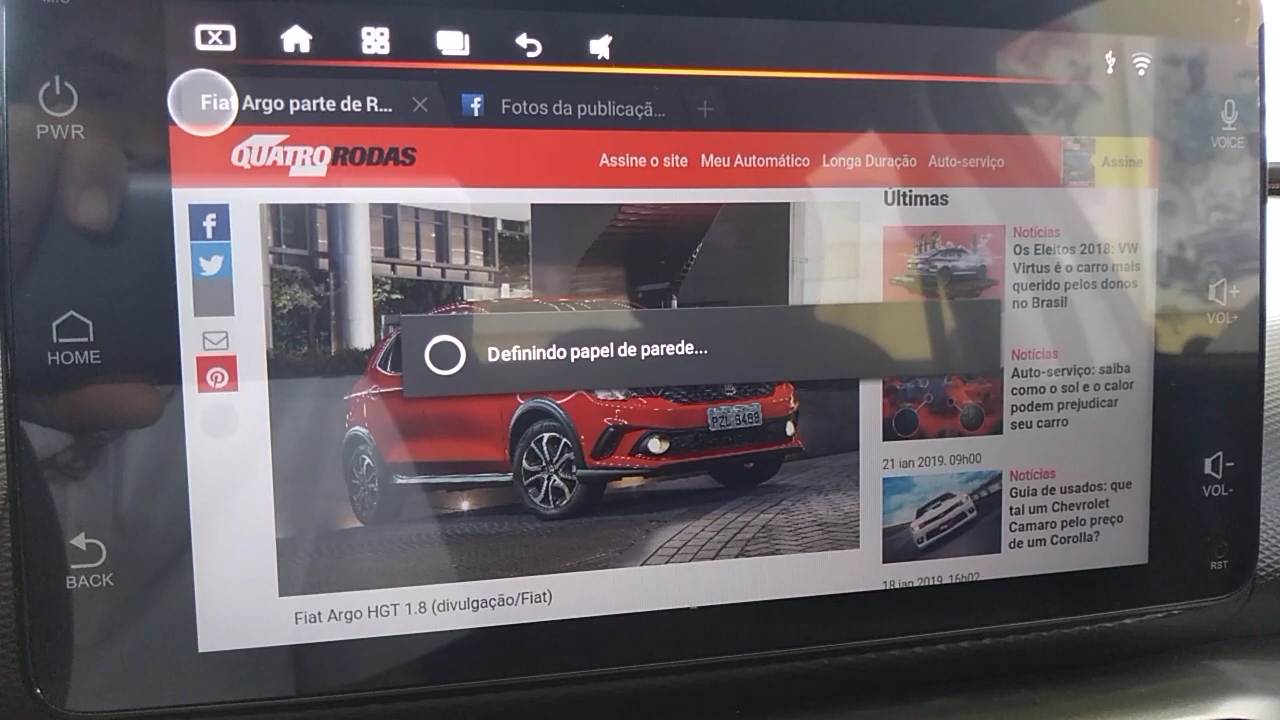 PWR
HOME
BACK
VOICE
VOL+
VOL-
RST
Fiat Argo parte de R...
Fotos da publicaçã...
QUATRO RODAS
Assine o site Meu Automático Longa Duração Auto-serviço
Assine
Últimas
Notícias
Os Eleitos 2018: VW
Virtus é o carro mais
querido pelos donos
no Brasil
Definindo papel de parede...
Notícias
Auto-serviço: saiba
como o sol e o calor
podem prejudicar
seu carro
21 jan 2019, 09h00
Notícias
Guia de usados: que
tal um Chevrolet
Camaro pelo preço
de um Corolla?
18 jan 2019, 16h02
Fiat Argo HGT 1.8 (divulgação/Fiat)